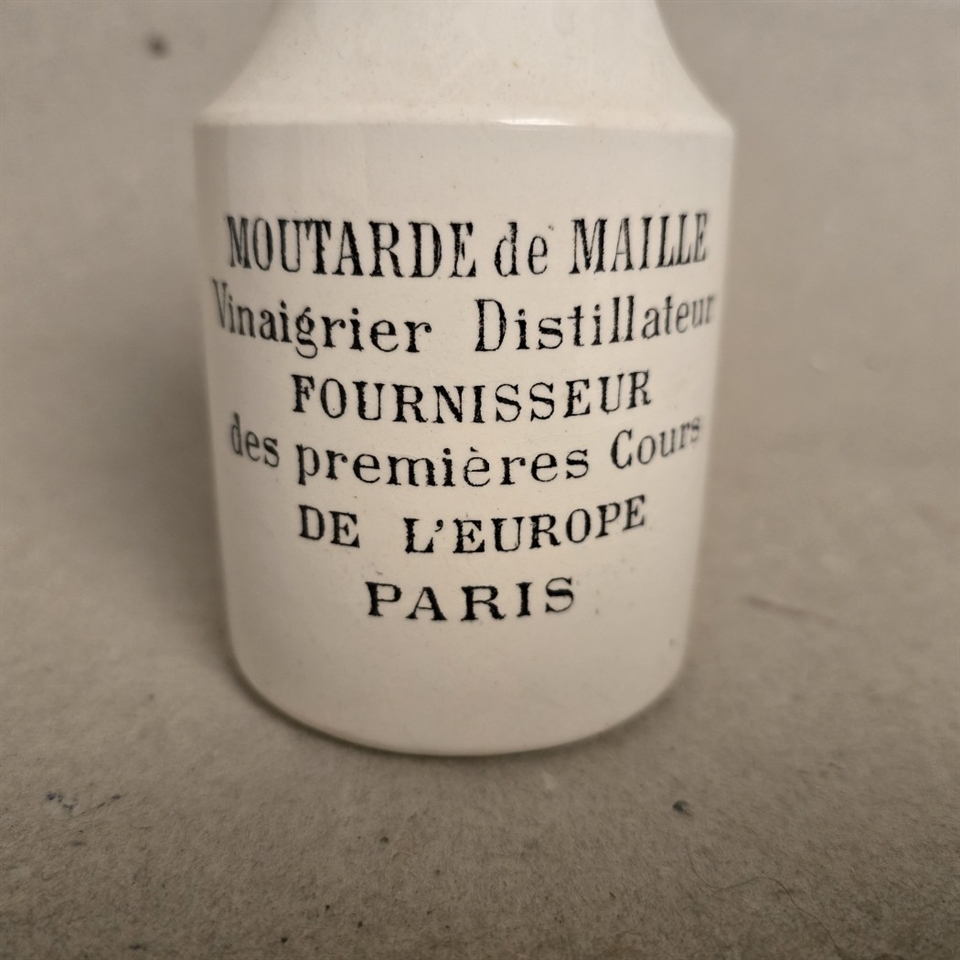 MOUTARDE de MAILLE
Vinaigrier Distillateur
FOURNISSEUR
des premières Cours
DE L'EUROPE
PARIS